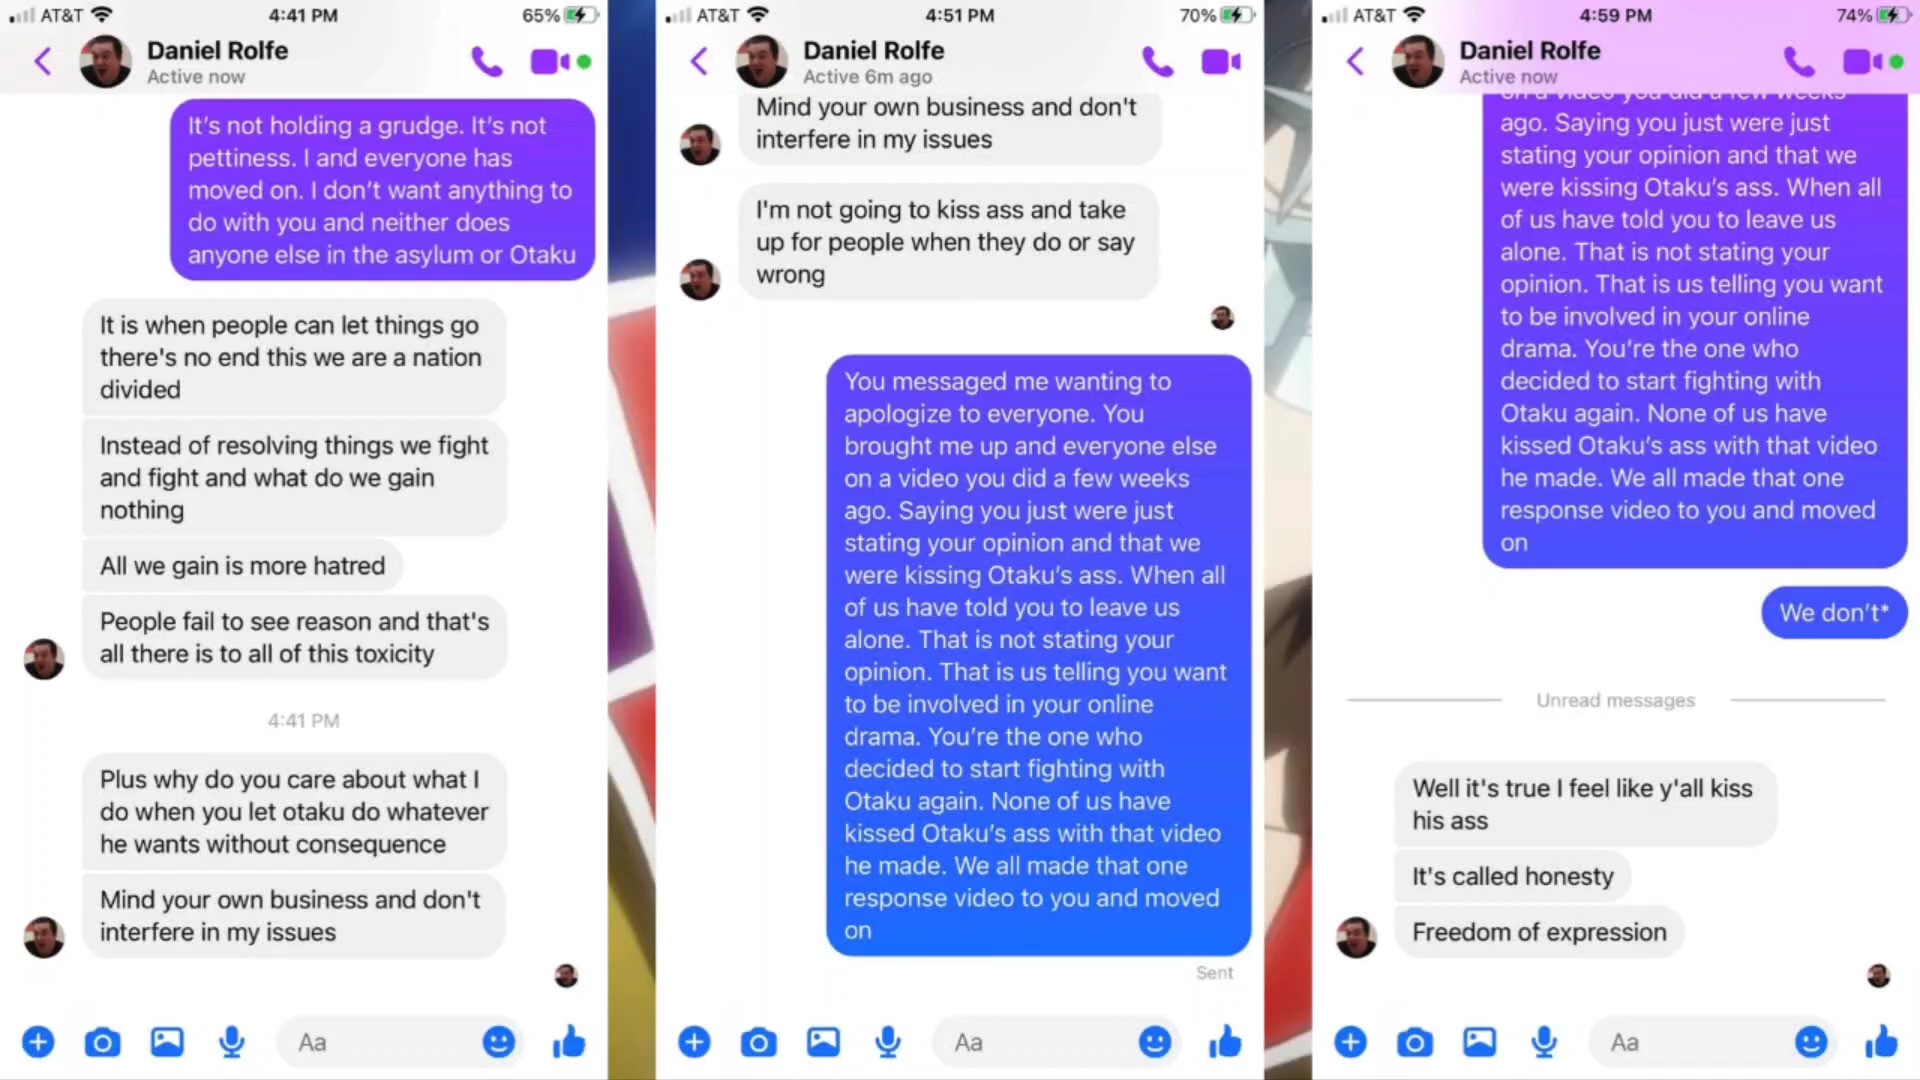 AT&T
4:41 PM
65%
Daniel Rolfe
Active now
It's not holding a grudge. It's not
pettiness. I and everyone has
moved on. I don't want anything to
do with you and neither does
anyone else in the asylum or Otaku
It is when people can let things go
there's no end this we are a nation
divided
Instead of resolving things we fight
and fight and what do we gain
nothing
All we gain is more hatred
People fail to see reason and that's
all there is to all of this toxicity
4:41 PM
Plus why do you care about what I
do when you let otaku do whatever
he wants without consequence
Mind your own business and don't
interfere in my issues
Aa
AT&T
4:51 PM
70%
Daniel Rolfe
Active 6m ago
Mind your own business and don't
interfere in my issues
I'm not going to kiss ass and take
up for people when they do or say
wrong
You messaged me wanting to
apologize to everyone. You
brought me up and everyone else
on a video you did a few weeks
ago. Saying you just were just
stating your opinion and that we
were kissing Otaku's ass. When all
of us have told you to leave us
alone. That is not stating your
opinion. That is us telling you want
to be involved in your online
drama. You're the one who
decided to start fighting with
Otaku again. None of us have
kissed Otaku's ass with that video
he made. We all made that one
response video to you and moved
on
Sent
Aa
AT&T
4:59 PM
74%
Daniel Rolfe
Active now
on a video you did a few weeks
ago. Saying you just were just
stating your opinion and that we
were kissing Otaku's ass. When all
of us have told you to leave us
alone. That is not stating your
opinion. That is us telling you want
to be involved in your online
drama. You're the one who
decided to start fighting with
Otaku again. None of us have
kissed Otaku's ass with that video
he made. We all made that one
response video to you and moved
on
We don't*
Unread messages
Well it's true I feel like y'all kiss
his ass
It's called honesty
Freedom of expression
Aa